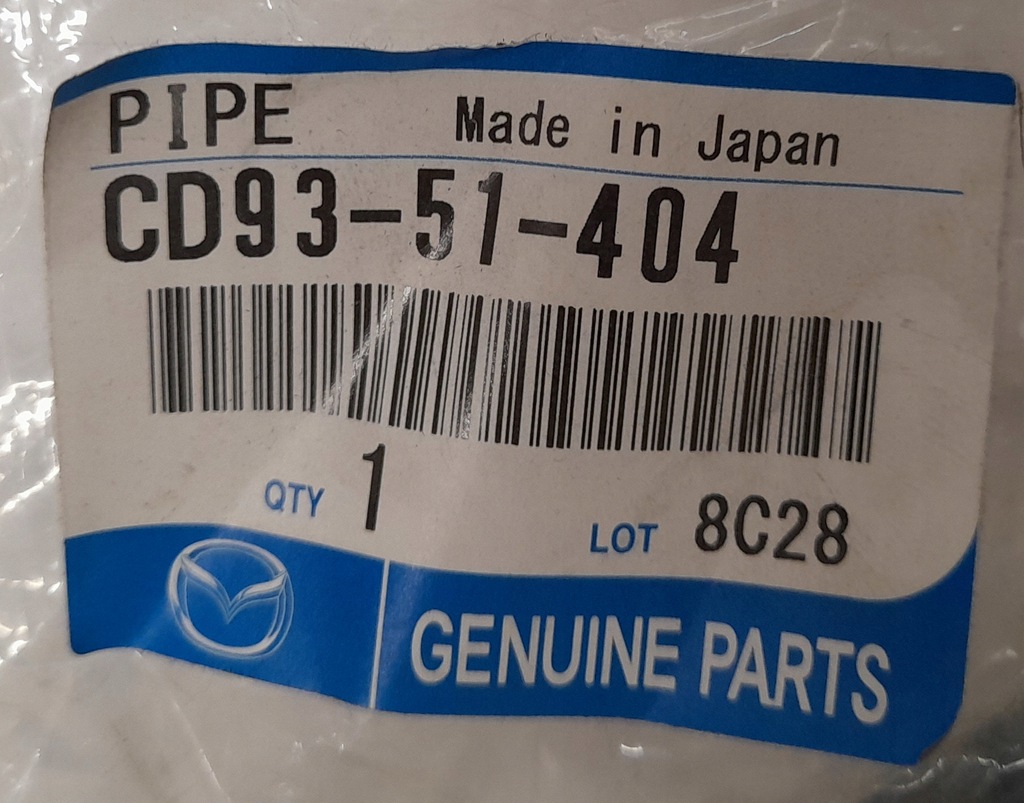 PIPE Made in Japan
CD93-51-404
QTY 1 LOT 8C28
GENUINE PARTS